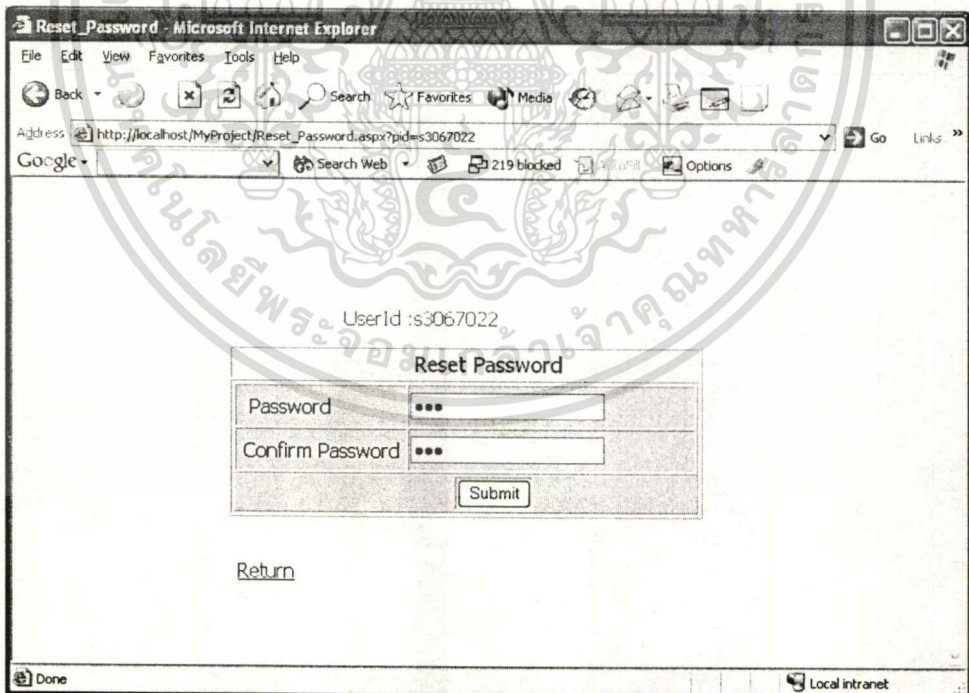 Reset_Password - Microsoft Internet Explorer
File Edit View Favorites Tools Help
Back Search Favorites Media
Address http://localhost/MyProject/Reset_Password.aspx?pid=s3067022 Go Links »
Google Search Web 219 blocked AutoFill Options
UserId :s3067022
Reset Password
Password •••
Confirm Password •••
Submit
Return
Done Local intranet